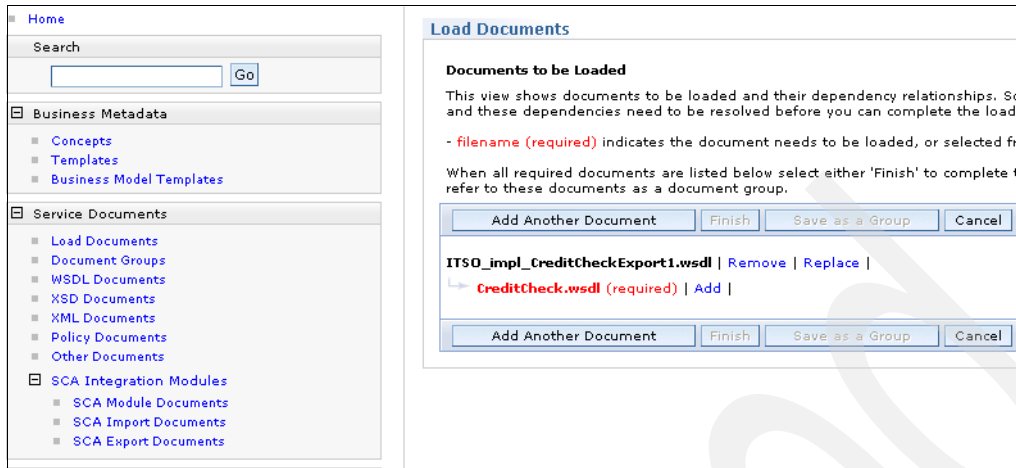 Home
Search
Go
Business Metadata
Concepts
Templates
Business Model Templates
Service Documents
Load Documents
Document Groups
WSDL Documents
XSD Documents
XML Documents
Policy Documents
Other Documents
SCA Integration Modules
SCA Module Documents
SCA Import Documents
SCA Export Documents
Load Documents
Documents to be Loaded
This view shows documents to be loaded and their dependency relationships. So
and these dependencies need to be resolved before you can complete the load
- filename (required) indicates the document needs to be loaded, or selected fr
When all required documents are listed below select either 'Finish' to complete t
refer to these documents as a document group.
Add Another Document Finish Save as a Group Cancel
ITSO_impl_CreditCheckExport1.wsdl | Remove | Replace |
CreditCheck.wsdl (required) | Add |
Add Another Document Finish Save as a Group Cancel